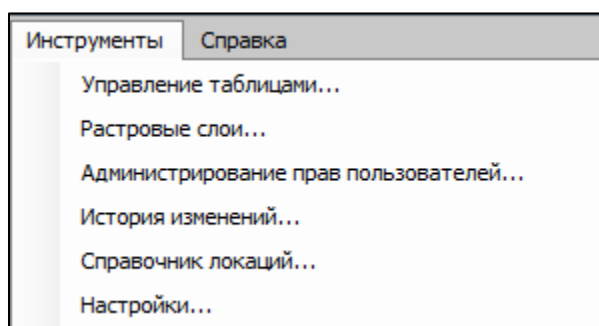 Инструменты Справка
Управление таблицами...
Растровые слои...
Администрирование прав пользователей...
История изменений...
Справочник локаций...
Настройки...